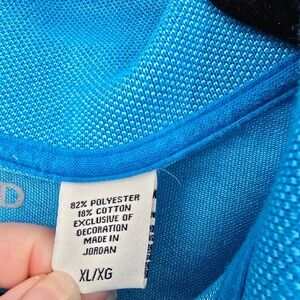 D
82% POLYESTER
18% COTTON
EXCLUSIVE OF
DECORATION
MADE IN
JORDAN
XL/XG